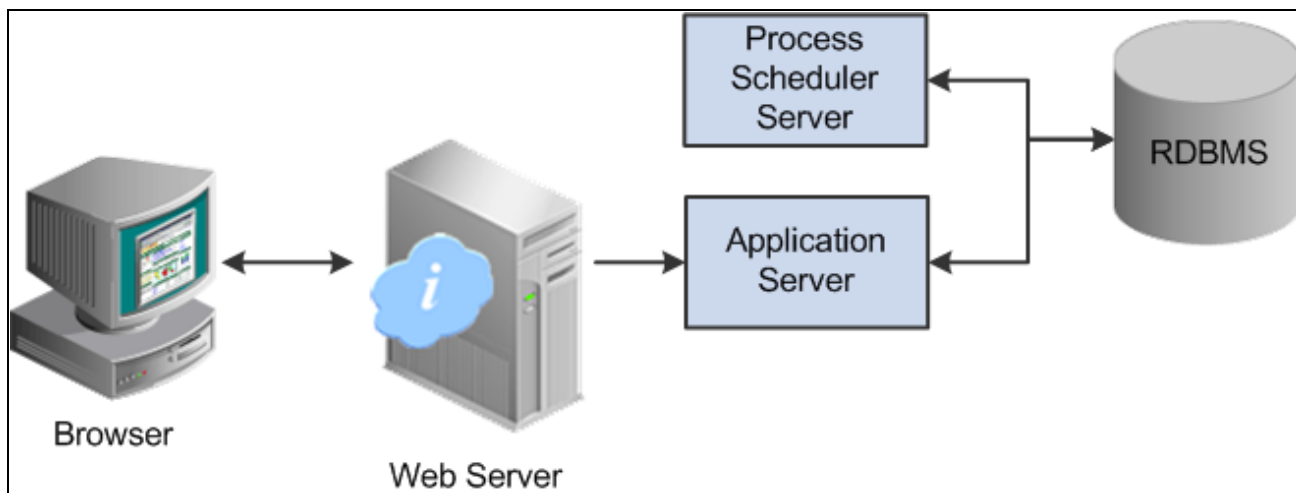 Process
Scheduler
Server
RDBMS
Application
Server
i
Browser
Web Server